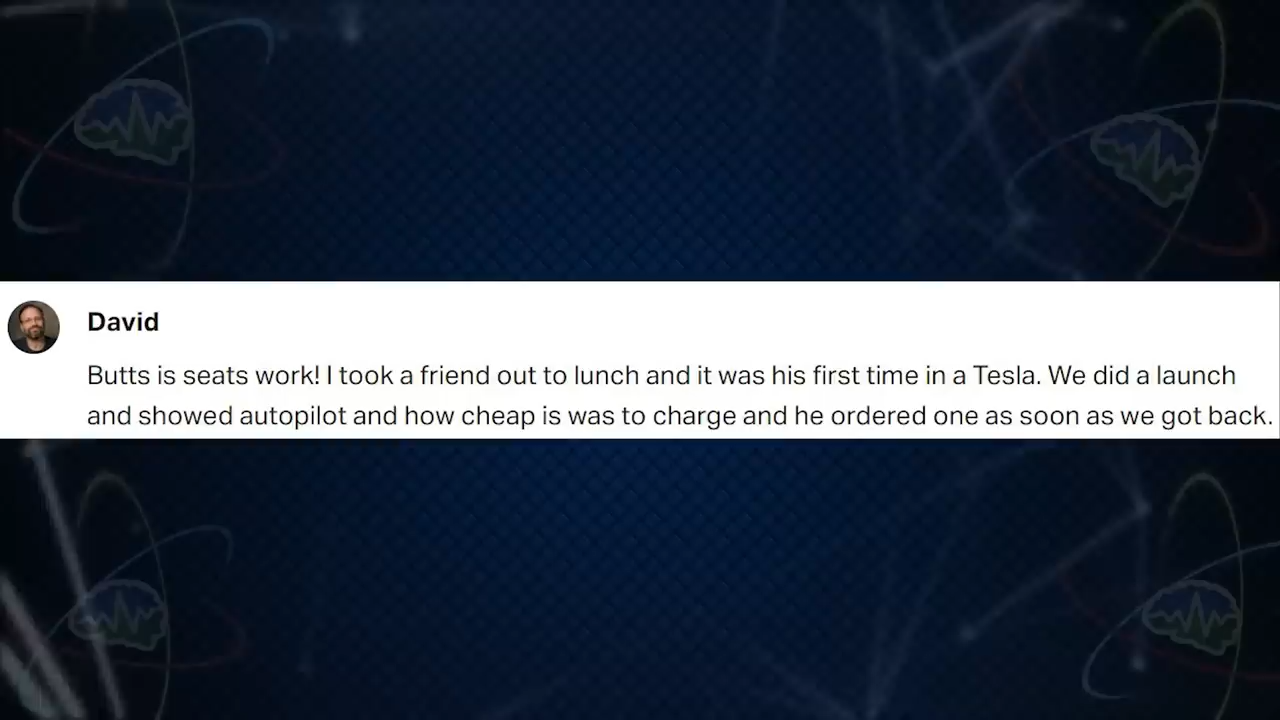 David
Butts is seats work! I took a friend out to lunch and it was his first time in a Tesla. We did a launch
and showed autopilot and how cheap is was to charge and he ordered one as soon as we got back.